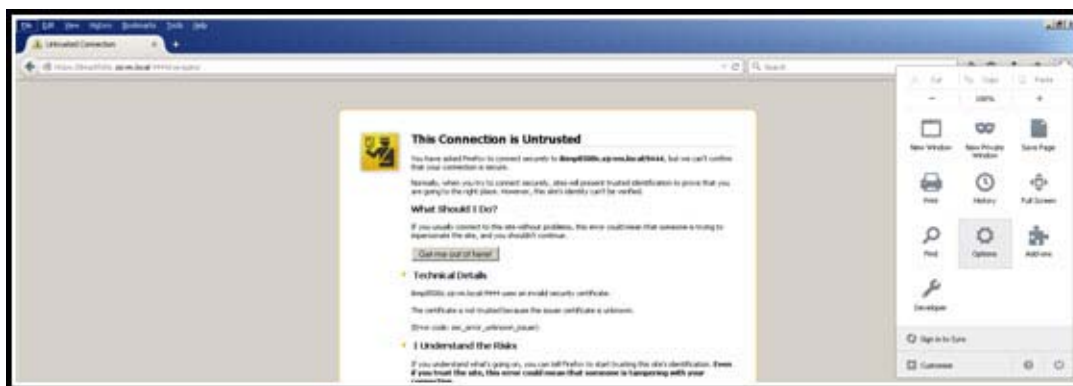 File Edit View History Bookmarks Tools Help
Untrusted Connection
Search
Cut Copy Paste
100%
New Window New Private Window Save Page
Print History Full Screen
Find Options Add-ons
Developer
Sign in to Sync
Customize
This Connection is Untrusted
You have asked Firefox to connect securely to , but we can't confirm
that your connection is secure.
Normally, when you try to connect securely, sites will present trusted identification to prove that you
are going to the right place. However, this site's identity can't be verified.
What Should I Do?
If you usually connect to this site without problems, this error could mean that someone is trying to
impersonate the site, and you shouldn't continue.
Get me out of here!
Technical Details
uses an invalid security certificate.
The certificate is not trusted because the issuer certificate is unknown.
(Error code: sec_error_unknown_issuer)
I Understand the Risks
If you understand what's going on, you can tell Firefox to start trusting this site's identification. Even
if you trust the site, this error could mean that someone is tampering with your
connection.